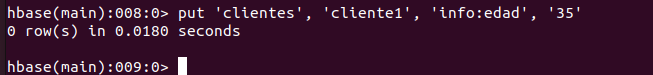 hbase(main):008:0> put 'clientes', 'cliente1', 'info:edad', '35'
0 row(s) in 0.0180 seconds
hbase(main):009:0>